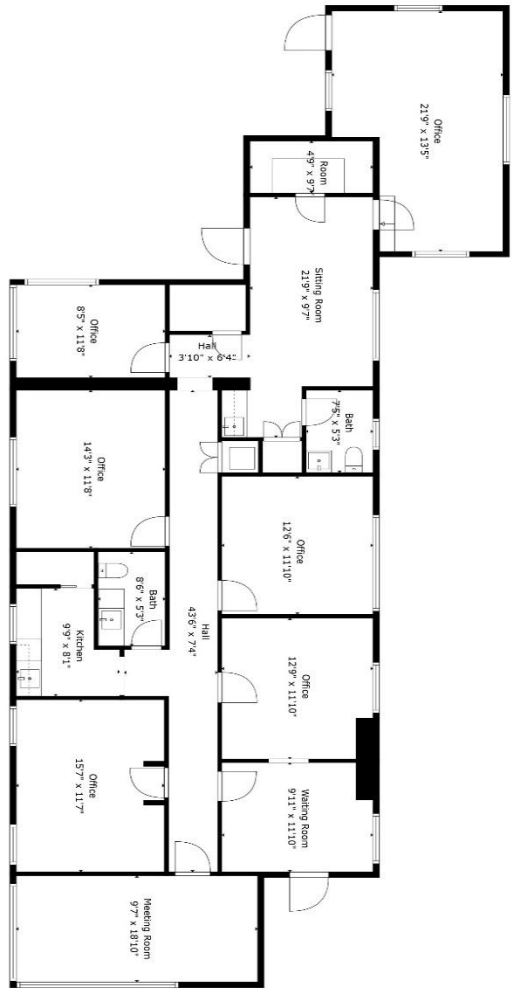 Office
21'9" x 13'5"
Room
4'9" x 9'7"
Sitting Room
21'9" x 9'7"
Office
8'5" x 11'8"
Hall
3'10" x 6'4"
Bath
7'5" x 5'3"
Office
14'3" x 11'8"
Office
12'6" x 11'10"
Bath
8'6" x 5'3"
Hall
43'6" x 7'4"
Kitchen
9'9" x 8'1"
Office
12'9" x 11'10"
Office
15'7" x 11'7"
Waiting Room
9'11" x 11'10"
Meeting Room
9'7" x 18'10"